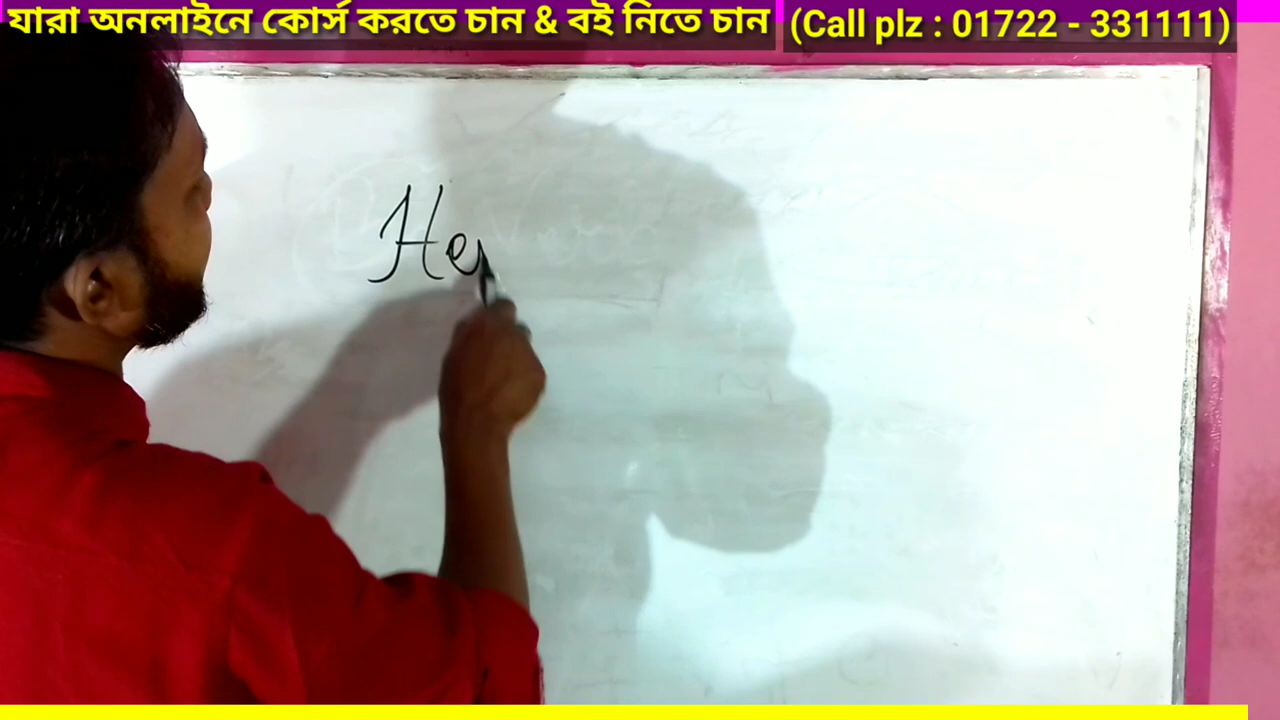 যারা অনলাইনে কোর্স করতে চান & বই নিতে চান (Call plz : 01722 - 331111)
He